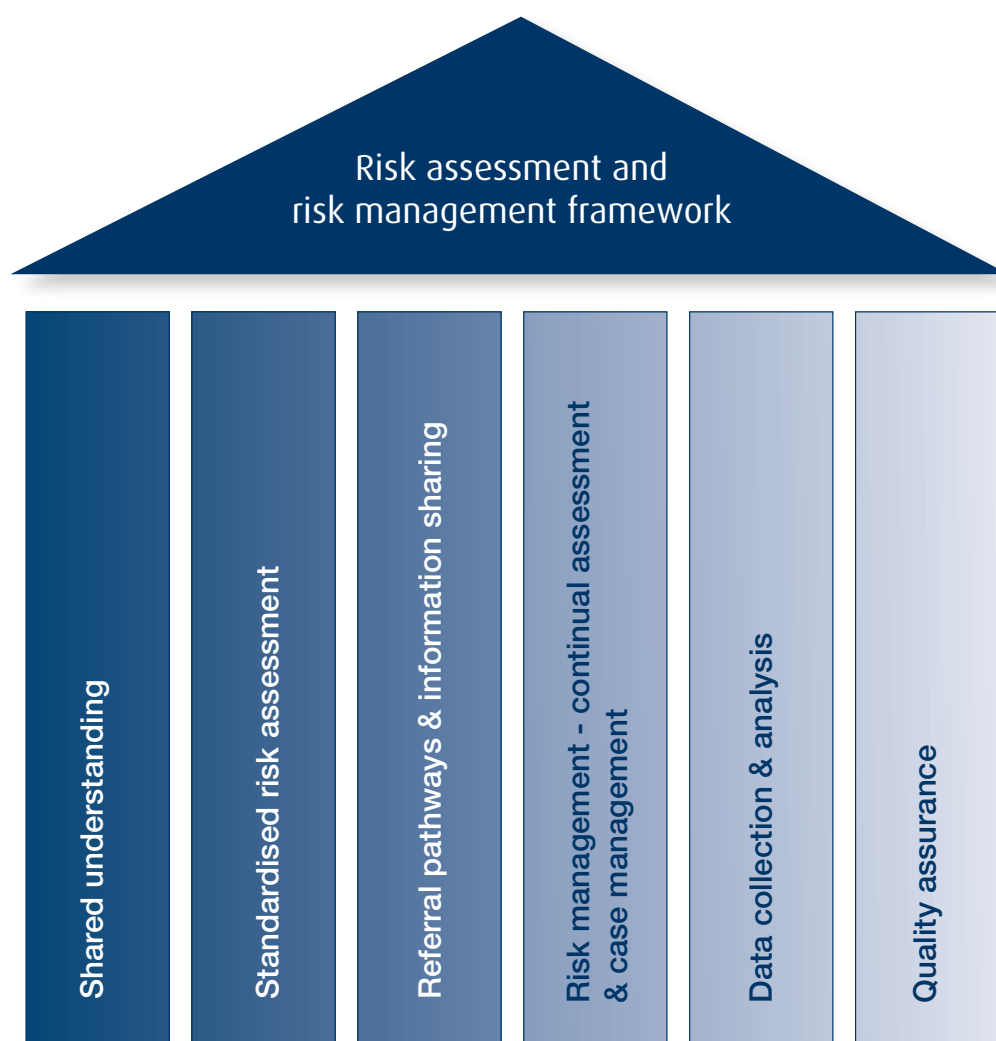 Risk assessment and
risk management framework
Shared understanding
Standardised risk assessment
Referral pathways & information sharing
Risk management - continual assessment
& case management
Data collection & analysis
Quality assurance